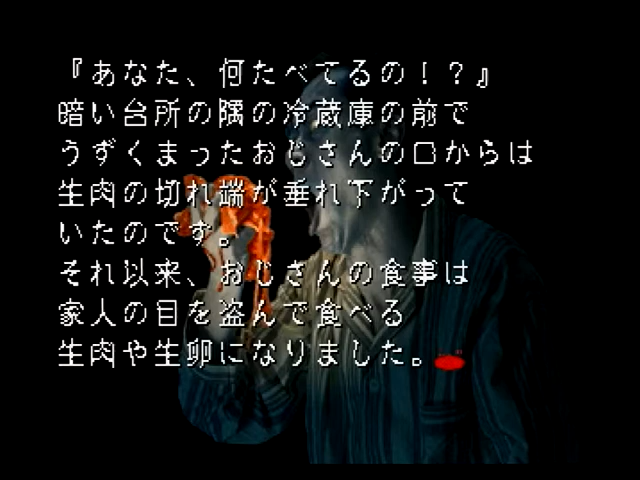 『あなた、何たべてるの！？』
暗い台所の隅の冷蔵庫の前で
うずくまったおじさんの口からは
生肉の切れ端が垂れ下がって
いたのです。
それ以来、おじさんの食事は
家人の目を盗んで食べる
生肉や生卵になりました。